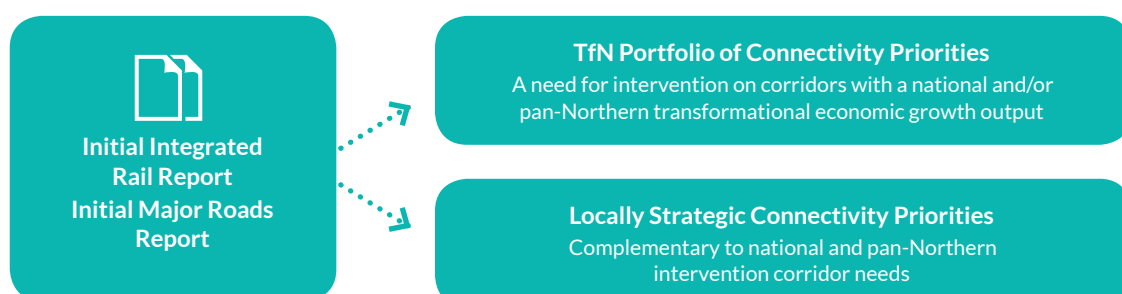 Initial Integrated
Rail Report
Initial Major Roads
Report
TfN Portfolio of Connectivity Priorities
A need for intervention on corridors with a national and/or
pan-Northern transformational economic growth output
Locally Strategic Connectivity Priorities
Complementary to national and pan-Northern
intervention corridor needs